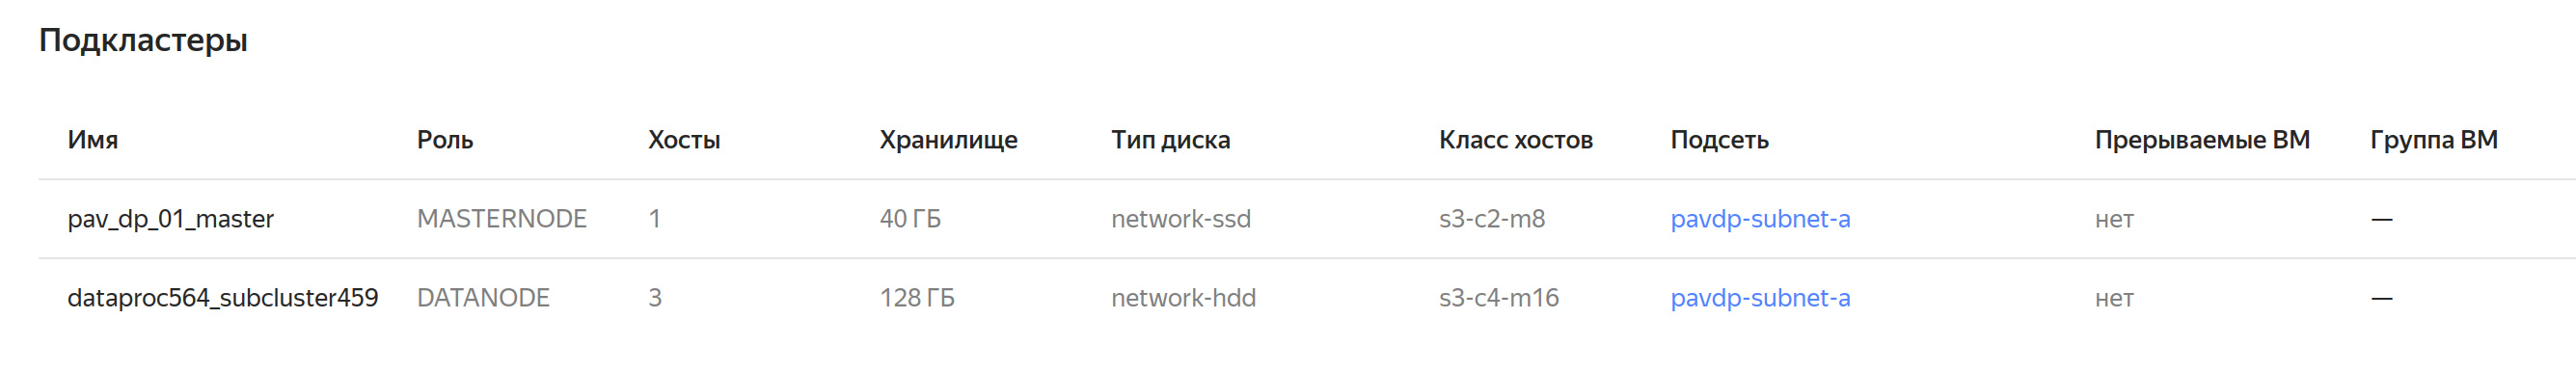 Подкластеры
Имя Роль Хосты Хранилище Тип диска Класс хостов Подсеть Прерываемые ВМ Группа ВМ
pav_dp_01_master MASTERNODE 1 40 ГБ network-ssd s3-c2-m8 pavdp-subnet-a нет —
dataproc564_subcluster459 DATANODE 3 128 ГБ network-hdd s3-c4-m16 pavdp-subnet-a нет —